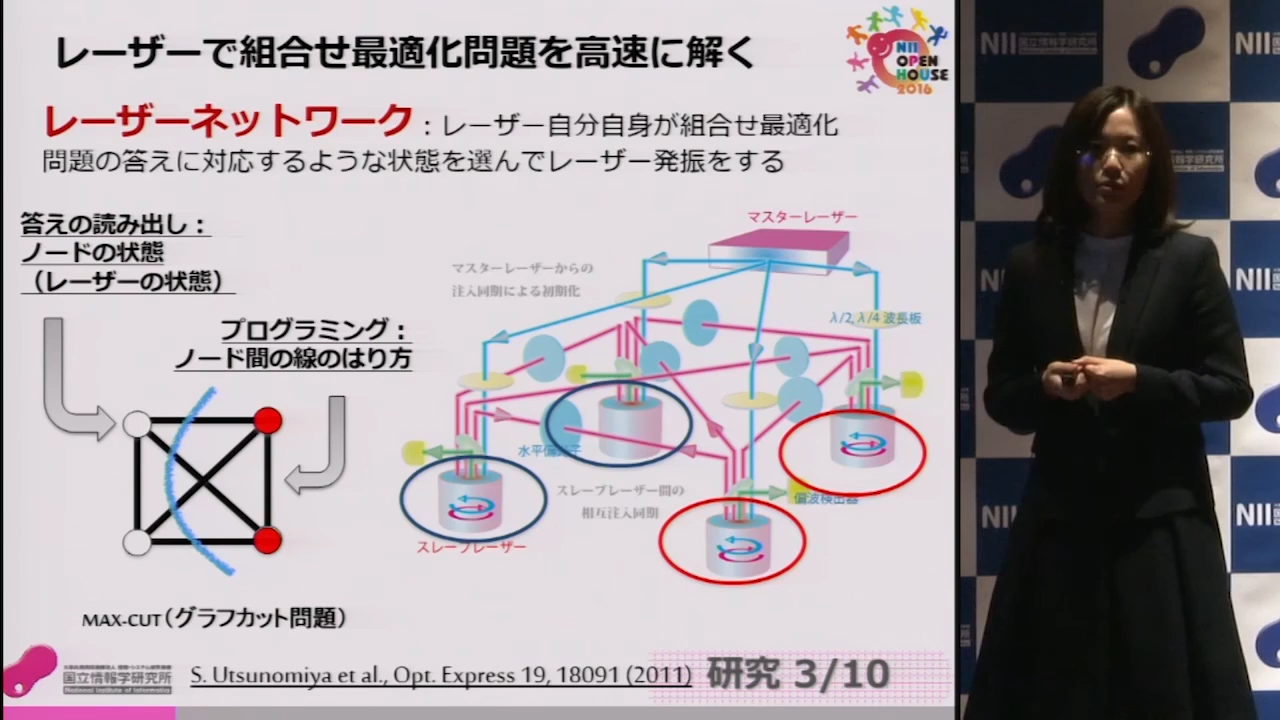 レーザーで組合せ最適化問題を高速に解く
NII
OPEN
HOUSE
2016
レーザーネットワーク：レーザー自分自身が組合せ最適化
問題の答えに対応するような状態を選んでレーザー発振をする
答えの読み出し：
ノードの状態
（レーザーの状態）
プログラミング：
ノード間の線のはり方
マスターレーザー
マスターレーザーからの
注入同期による初期化
λ/2, λ/4 波長板
水平偏光子
スレーブレーザー間の
相互注入同期
偏波検出器
スレーブレーザー
MAX-CUT（グラフカット問題）
国立情報学研究所
National Institute of Informatics
S. Utsunomiya et al., Opt. Express 19, 18091 (2011)
研究 3/10
NII 国立情報学研究所
NII
NII
NII
NII